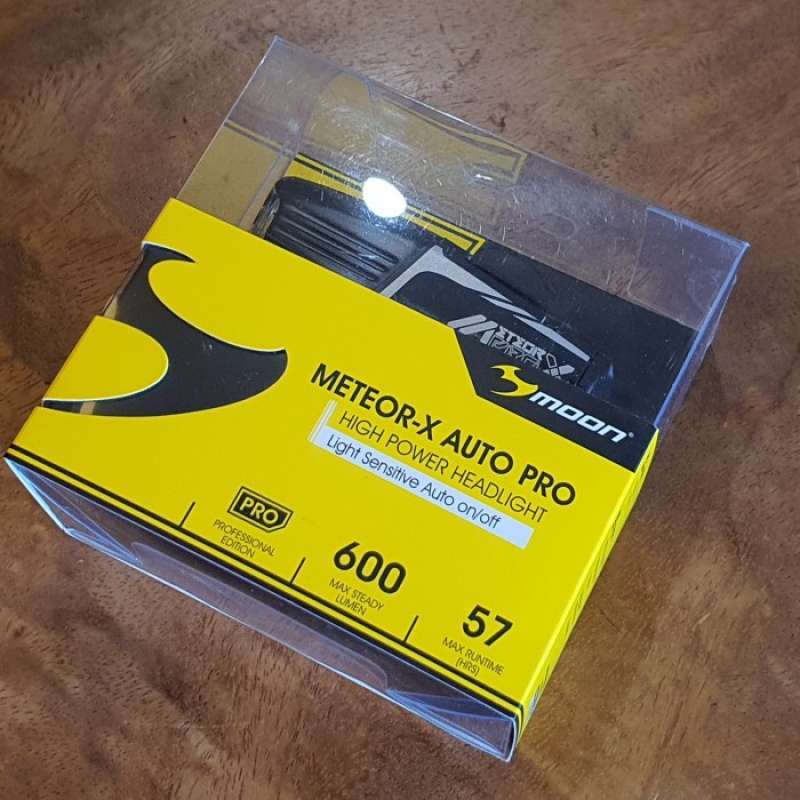 METEOR X
moon
METEOR-X AUTO PRO
HIGH POWER HEADLIGHT
Light Sensitive Auto on/off
PRO
PROFESSIONAL
EDITION
600
MAX STEADY
LUMEN
57
MAX RUNTIME
(HRS)